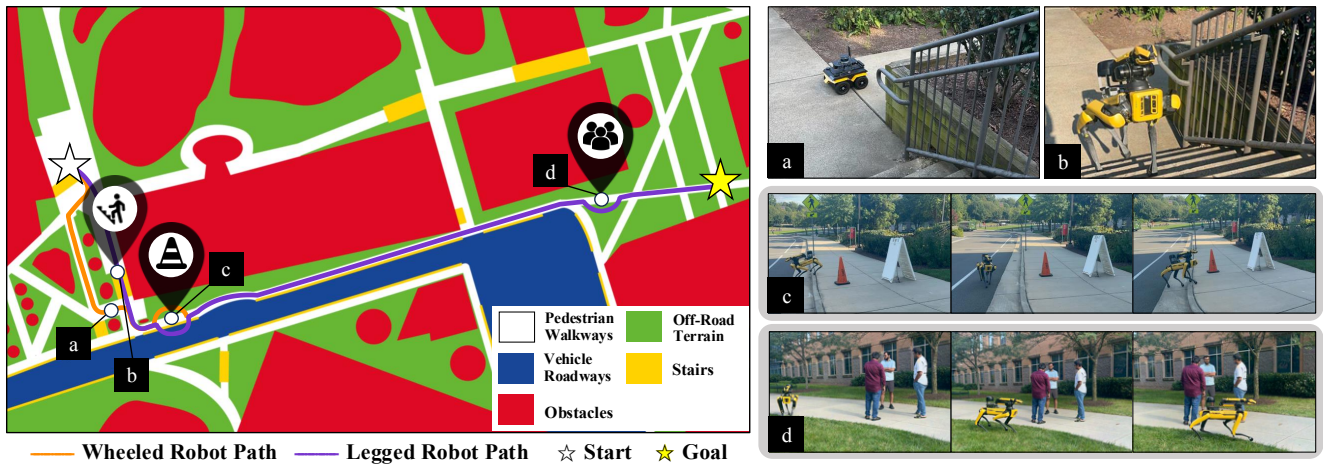 d
c
a
b
Pedestrian
Walkways
Off-Road
Terrain
Vehicle
Roadways
Stairs
Obstacles
Wheeled Robot Path
Legged Robot Path
Start
Goal
a
b
c
d